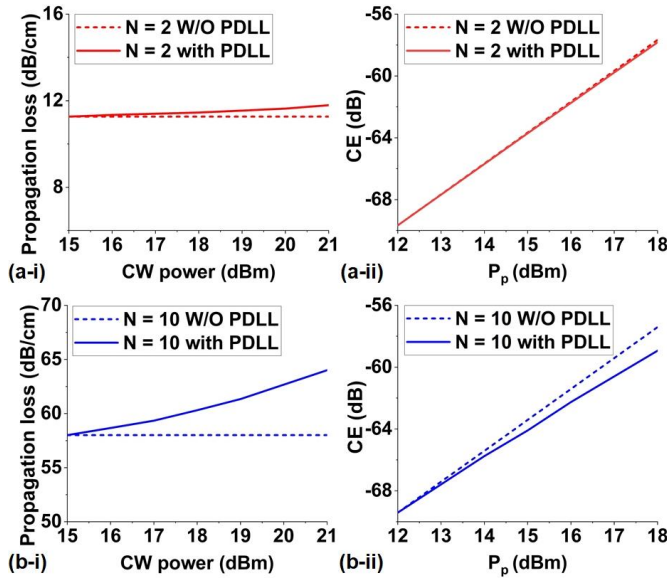 Propagation loss (dB/cm)
16
12
8
N = 2 W/O PDLL
N = 2 with PDLL
15 16 17 18 19 20 21
CW power (dBm)
(a-i)
CE (dB)
-56
-60
-64
-68
N = 2 W/O PDLL
N = 2 with PDLL
12 13 14 15 16 17 18
Pp (dBm)
(a-ii)
Propagation loss (dB/cm)
70
65
60
55
50
N = 10 W/O PDLL
N = 10 with PDLL
15 16 17 18 19 20 21
CW power (dBm)
(b-i)
CE (dB)
-56
-60
-64
-68
N = 10 W/O PDLL
N = 10 with PDLL
12 13 14 15 16 17 18
Pp (dBm)
(b-ii)